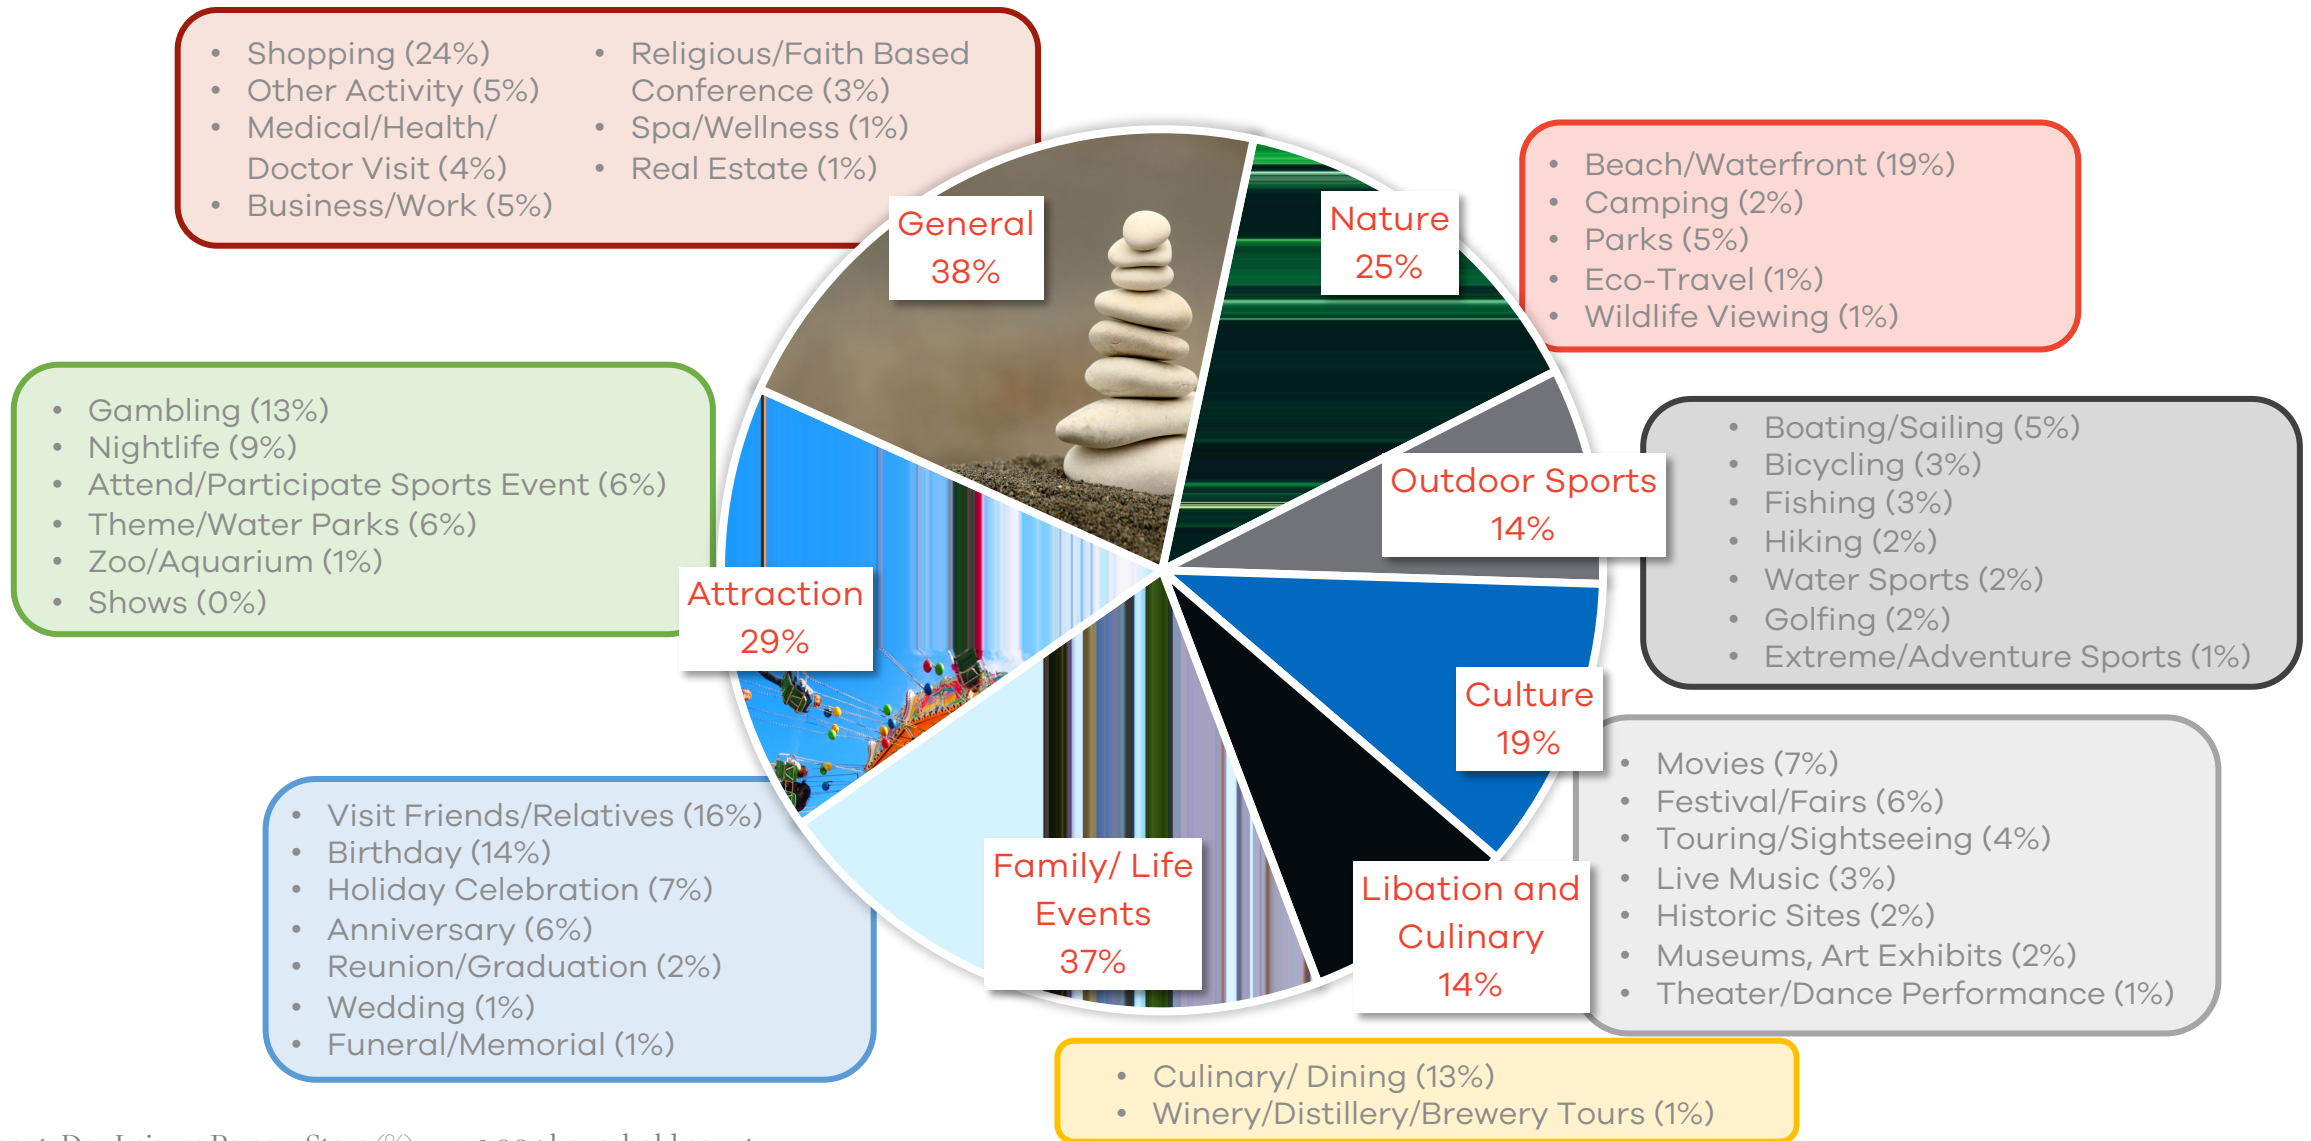 • Shopping (24%)
• Other Activity (5%)
• Medical/Health/
Doctor Visit (4%)
• Business/Work (5%)
• Religious/Faith Based
Conference (3%)
• Spa/Wellness (1%)
• Real Estate (1%)
General
38%
Nature
25%
• Beach/Waterfront (19%)
• Camping (2%)
• Parks (5%)
• Eco-Travel (1%)
• Wildlife Viewing (1%)
• Gambling (13%)
• Nightlife (9%)
• Attend/Participate Sports Event (6%)
• Theme/Water Parks (6%)
• Zoo/Aquarium (1%)
• Shows (0%)
Attraction
29%
Outdoor Sports
14%
• Boating/Sailing (5%)
• Bicycling (3%)
• Fishing (3%)
• Hiking (2%)
• Water Sports (2%)
• Golfing (2%)
• Extreme/Adventure Sports (1%)
Culture
19%
• Movies (7%)
• Festival/Fairs (6%)
• Touring/Sightseeing (4%)
• Live Music (3%)
• Historic Sites (2%)
• Museums, Art Exhibits (2%)
• Theater/Dance Performance (1%)
• Visit Friends/Relatives (16%)
• Birthday (14%)
• Holiday Celebration (7%)
• Anniversary (6%)
• Reunion/Graduation (2%)
• Wedding (1%)
• Funeral/Memorial (1%)
Family/ Life
Events
37%
Libation and
Culinary
14%
• Culinary/ Dining (13%)
• Winery/Distillery/Brewery Tours (1%)